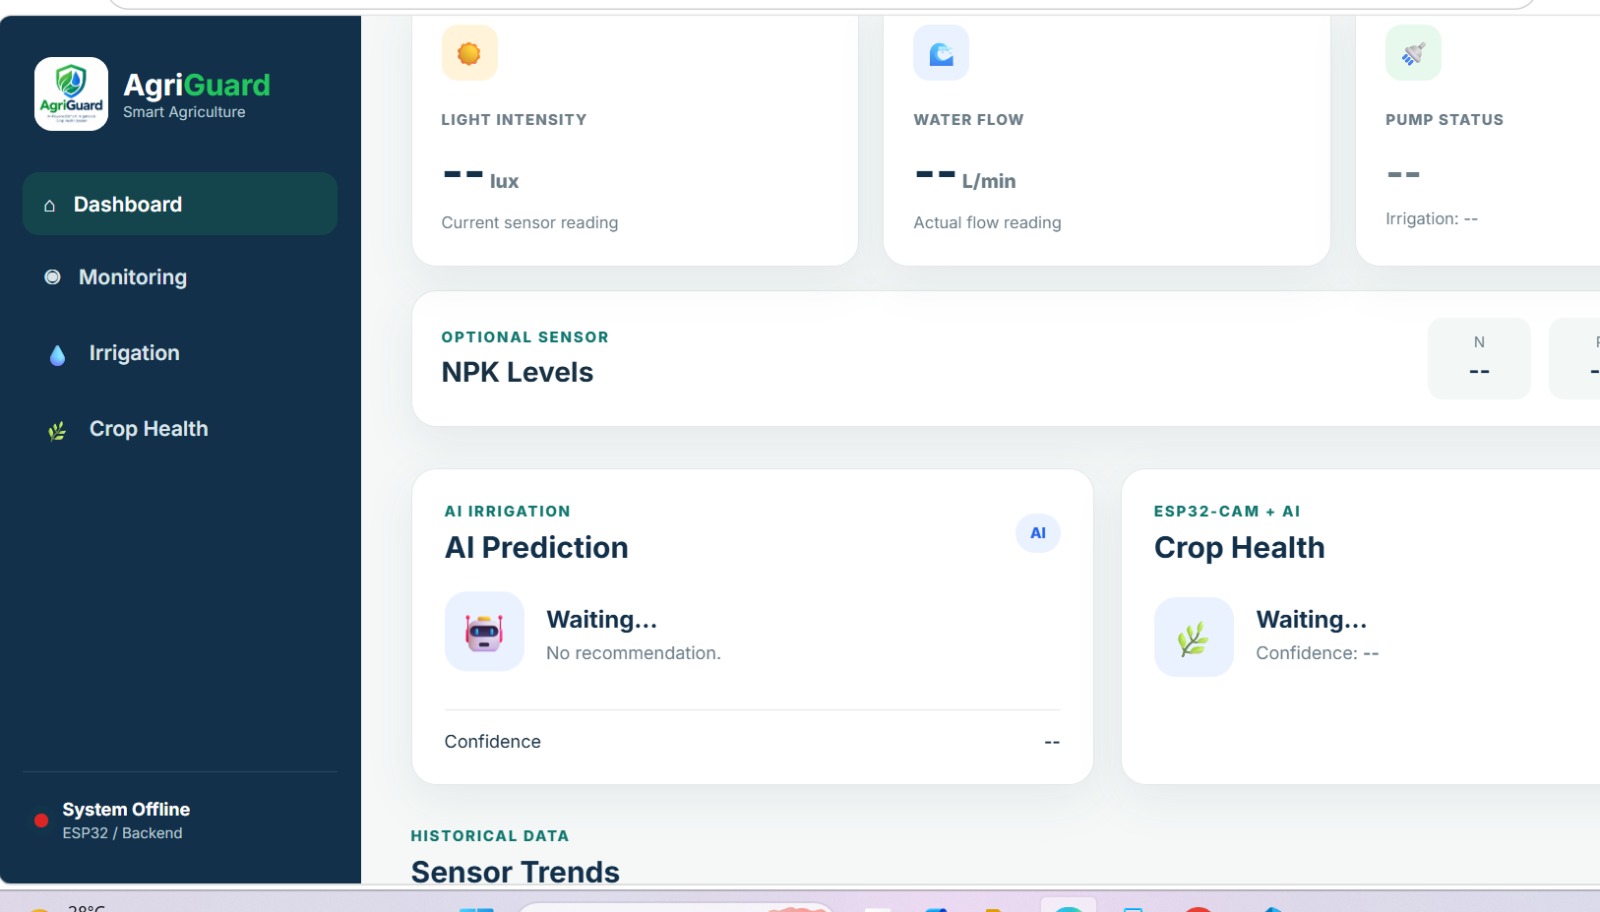 AgriGuard
AgriGuard
Smart Agriculture
Dashboard
Monitoring
Irrigation
Crop Health
System Offline
ESP32 / Backend
LIGHT INTENSITY
-- lux
Current sensor reading
WATER FLOW
-- L/min
Actual flow reading
PUMP STATUS
--
Irrigation: --
OPTIONAL SENSOR
NPK Levels
N
--
AI IRRIGATION
AI Prediction
AI
Waiting...
No recommendation.
Confidence --
ESP32-CAM + AI
Crop Health
Waiting...
Confidence: --
HISTORICAL DATA
Sensor Trends
28°C